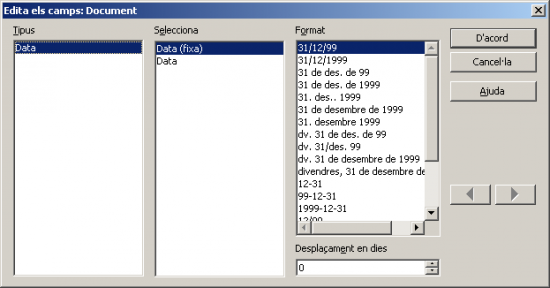 Edita els camps: Document
Tipus
Data
Selecciona
Data (fixa)
Data
Format
31/12/99
31/12/1999
31 de des. de 99
31 de des. de 1999
31. des.. 1999
31 de desembre de 1999
31. desembre 1999
dv. 31 de des. de 99
dv. 31/des. 99
dv. 31 de desembre de 1999
divendres, 31 de desembre de
12-31
99-12-31
1999-12-31
12/99
Desplaçament en dies
0
D'acord
Cancel·la
Ajuda